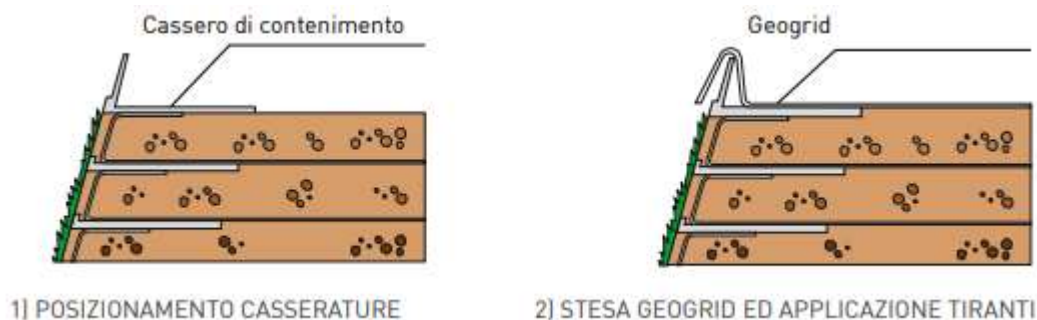 Cassero di contenimento
Geogrid
1) POSIZIONAMENTO CASSERATURE
2) STESA GEOGRID ED APPLICAZIONE TIRANTI